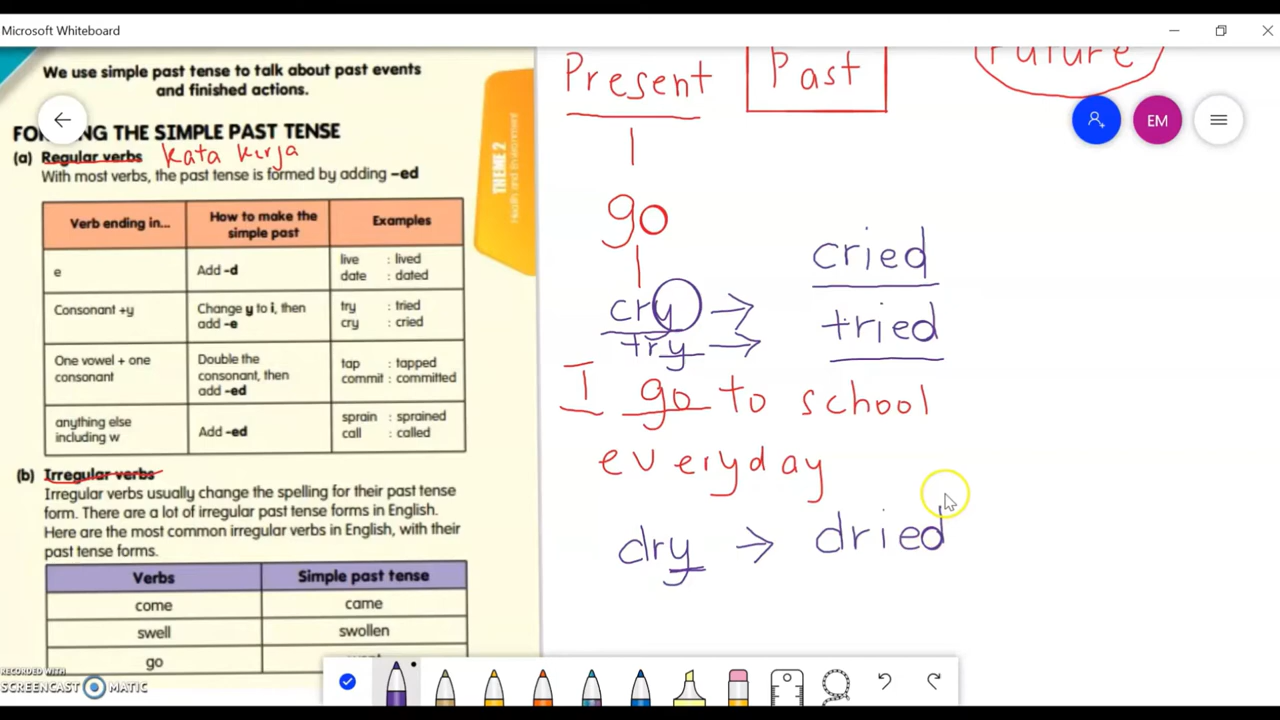 Microsoft Whiteboard
We use simple past tense to talk about past events
and finished actions.
THE SIMPLE PAST TENSE
(a) Regular verbs kata kerja
With most verbs, the past tense is formed by adding –ed
Verb ending in... How to make the simple past Examples
e Add -d live : lived
date : dated
Consonant +y Change y to i, then add -e try : tried
cry : cried
One vowel + one consonant Double the consonant, then add -ed tap : tapped
commit : committed
anything else including w Add -ed sprain : sprained
call : called
(b) Irregular verbs
Irregular verbs usually change the spelling for their past tense
form. There are a lot of irregular past tense forms in English.
Here are the most common irregular verbs in English, with their
past tense forms.
Verbs Simple past tense
come came
swell swollen
go
THEME 2
Health and Environment
Present Past Future
go
cry → cried
try → tried
I go to school
everyday
dry → dried
EM
RECORDED WITH
SCREENCAST MATIC